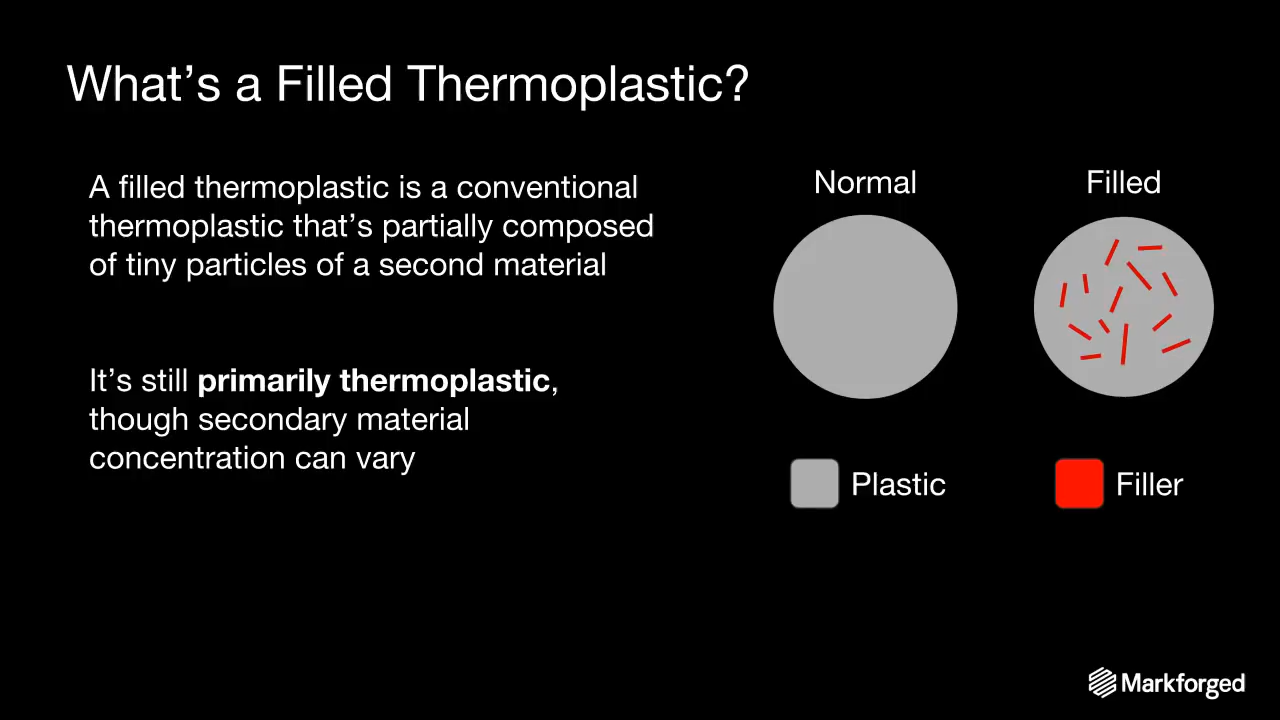 What’s a Filled Thermoplastic?
A filled thermoplastic is a conventional
thermoplastic that’s partially composed
of tiny particles of a second material
It’s still primarily thermoplastic,
though secondary material
concentration can vary
Normal
Filled
Plastic
Filler
Markforged